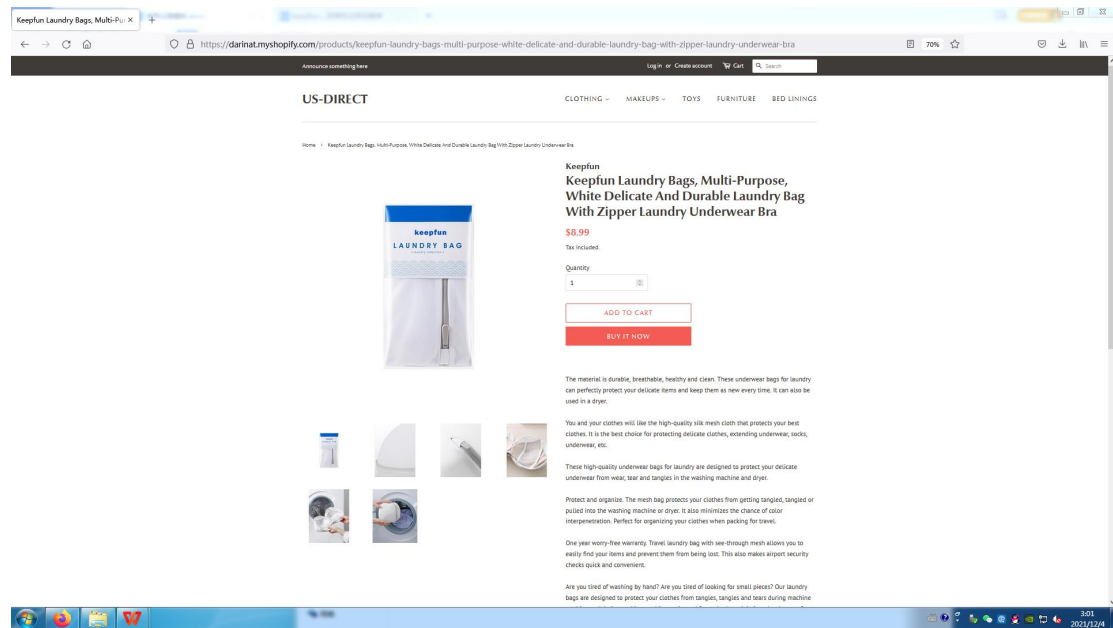 Keepfun Laundry Bags, Multi-Pur
https://darinat.myshopify.com/products/keepfun-laundry-bags-multi-purpose-white-delicate-and-durable-laundry-bag-with-zipper-laundry-underwear-bra
70%
Announce something here
Log in or Create account Cart Search
US-DIRECT
CLOTHING MAKEUPS TOYS FURNITURE BED LININGS
Home › Keepfun Laundry Bags, Multi-Purpose, White Delicate And Durable Laundry Bag With Zipper Laundry Underwear Bra
keepfun
LAUNDRY BAG
Keepfun
Keepfun Laundry Bags, Multi-Purpose,
White Delicate And Durable Laundry Bag
With Zipper Laundry Underwear Bra
$8.99
Tax included.
Quantity
1
ADD TO CART
BUY IT NOW
The material is durable, breathable, healthy and clean. These underwear bags for laundry
can perfectly protect your delicate items and keep them as new every time. It can also be
used in a dryer.
You and your clothes will like the high-quality silk mesh cloth that protects your best
clothes. It is the best choice for protecting delicate clothes, extending underwear, socks,
underwear, etc.
These high-quality underwear bags for laundry are designed to protect your delicate
underwear from wear, tear and tangles in the washing machine and dryer.
Protect and organize. The mesh bag protects your clothes from getting tangled, tangled or
pulled into the washing machine or dryer. It also minimizes the chance of color
interpenetration. Perfect for organizing your clothes when packing for travel.
One year worry-free warranty. Travel laundry bag with see-through mesh allows you to
easily find your items and prevent them from being lost. This also makes airport security
checks quick and convenient.
Are you tired of washing by hand? Are you tired of looking for small pieces? Our laundry
bags are designed to protect your clothes from tangles, tangles and tears during machine
3:01
2021/12/4